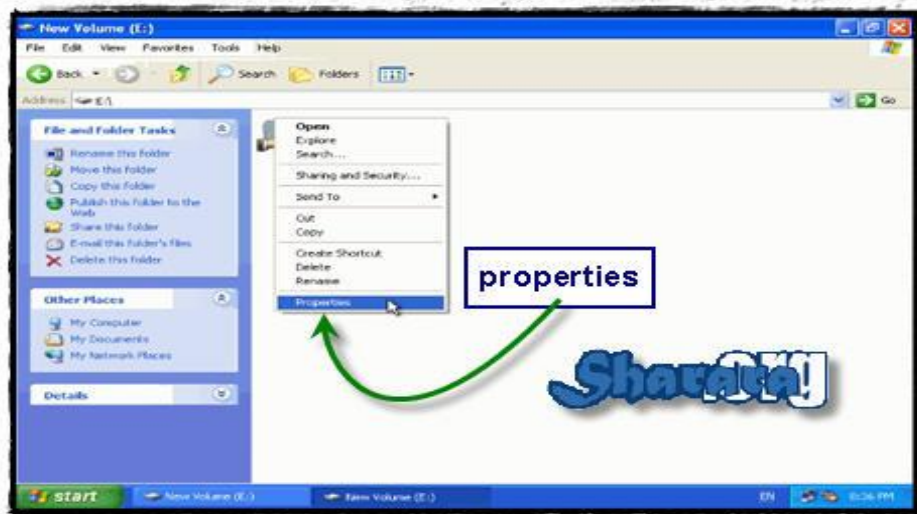 New Volume (E:)
File Edit View Favorites Tools Help
Back Search Folders
Address E:\ Go
File and Folder Tasks
Rename this folder
Move this folder
Copy this folder
Publish this folder to the
Web
Share this folder
E-mail this folder's files
Delete this folder
Other Places
My Computer
My Documents
My Network Places
Details
Open
Explore
Search...
Sharing and Security...
Send To
Cut
Copy
Create Shortcut
Delete
Rename
Properties
properties
start New Volume (E:) New Volume (E:) EN 8:36 PM